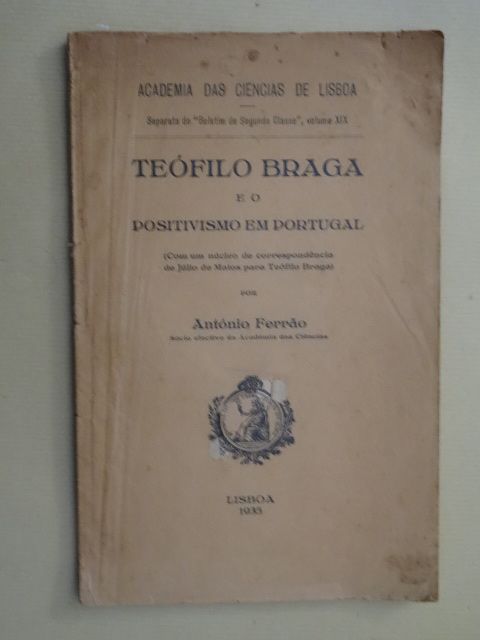 ACADEMIA DAS CIENCIAS DE LISBOA
Separata do "Boletim de Segunda Classe", volume XIX
TEÓFILO BRAGA
E O
POSITIVISMO EM PORTUGAL
(Com um núcleo de correspondência
de Júlio de Matos para Teófilo Braga)
POR
António Ferrão
Sócio efectivo da Academia das Ciências
LISBOA
1935